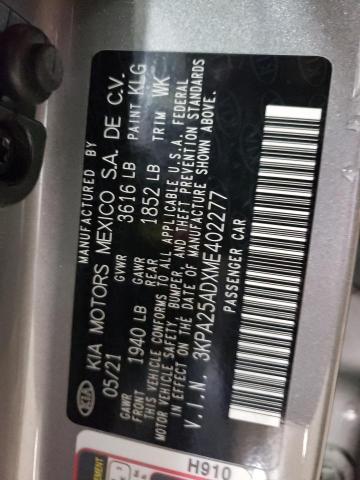 KIA
MANUFACTURED BY
KIA MOTORS MEXICO S.A. DE C.V.
05/21
GVWR 3616 LB PAINT KLG
GAWR FRONT 1940 LB GAWR REAR 1852 LB TRIM WK
THIS VEHICLE CONFORMS TO ALL APPLICABLE U.S.A. FEDERAL
MOTOR VEHICLE SAFETY, BUMPER, AND THEFT PREVENTION STANDARDS
IN EFFECT ON THE DATE OF MANUFACTURE SHOWN ABOVE.
V.I.N. 3KPA25ADXME402277
PASSENGER CAR
H910